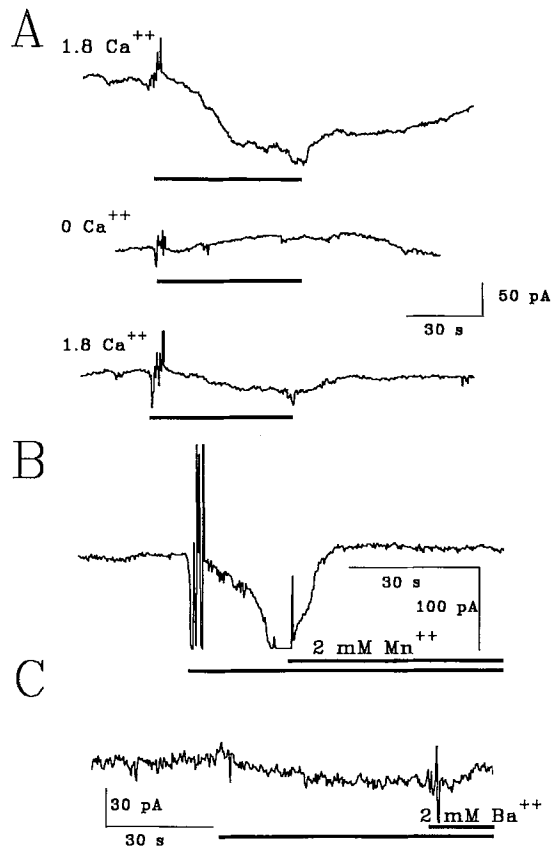 A
1.8 Ca++
0 Ca++
50 pA
30 s
1.8 Ca++
B
30 s
100 pA
2 mM Mn++
C
30 pA
2 mM Ba++
30 s